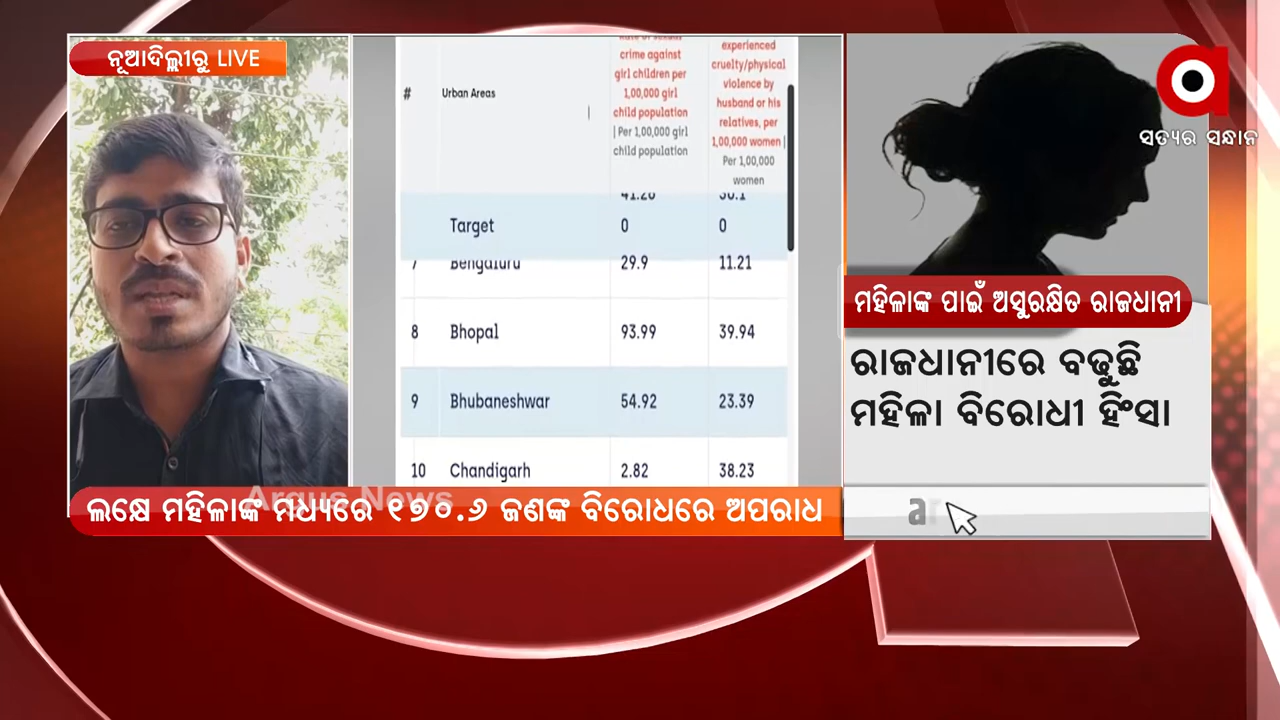 ନୂଆଦିଲ୍ଲୀରୁ LIVE
# Urban Areas
crime against
girl children per
1,00,000 girl
child population
| Per 1,00,000 girl
child population
experienced
cruelty/physical
violence by
husband or his
relatives, per
1,00,000 women |
Per 1,00,000
women
Target 0 0
7 Bengaluru 29.9 11.21
8 Bhopal 93.99 39.94
9 Bhubaneshwar 54.92 23.39
10 Chandigarh 2.82 38.23
ସତ୍ୟର ସନ୍ଧାନ
ମହିଳାଙ୍କ ପାଇଁ ଅସୁରକ୍ଷିତ ରାଜଧାନୀ
ରାଜଧାନୀରେ ବଢୁଛି
ମହିଳା ବିରୋଧୀ ହିଂସା
Argus News
ଲକ୍ଷେ ମହିଳାଙ୍କ ମଧ୍ୟରେ ୧୭୦.୬ ଜଣଙ୍କ ବିରୋଧରେ ଅପରାଧ